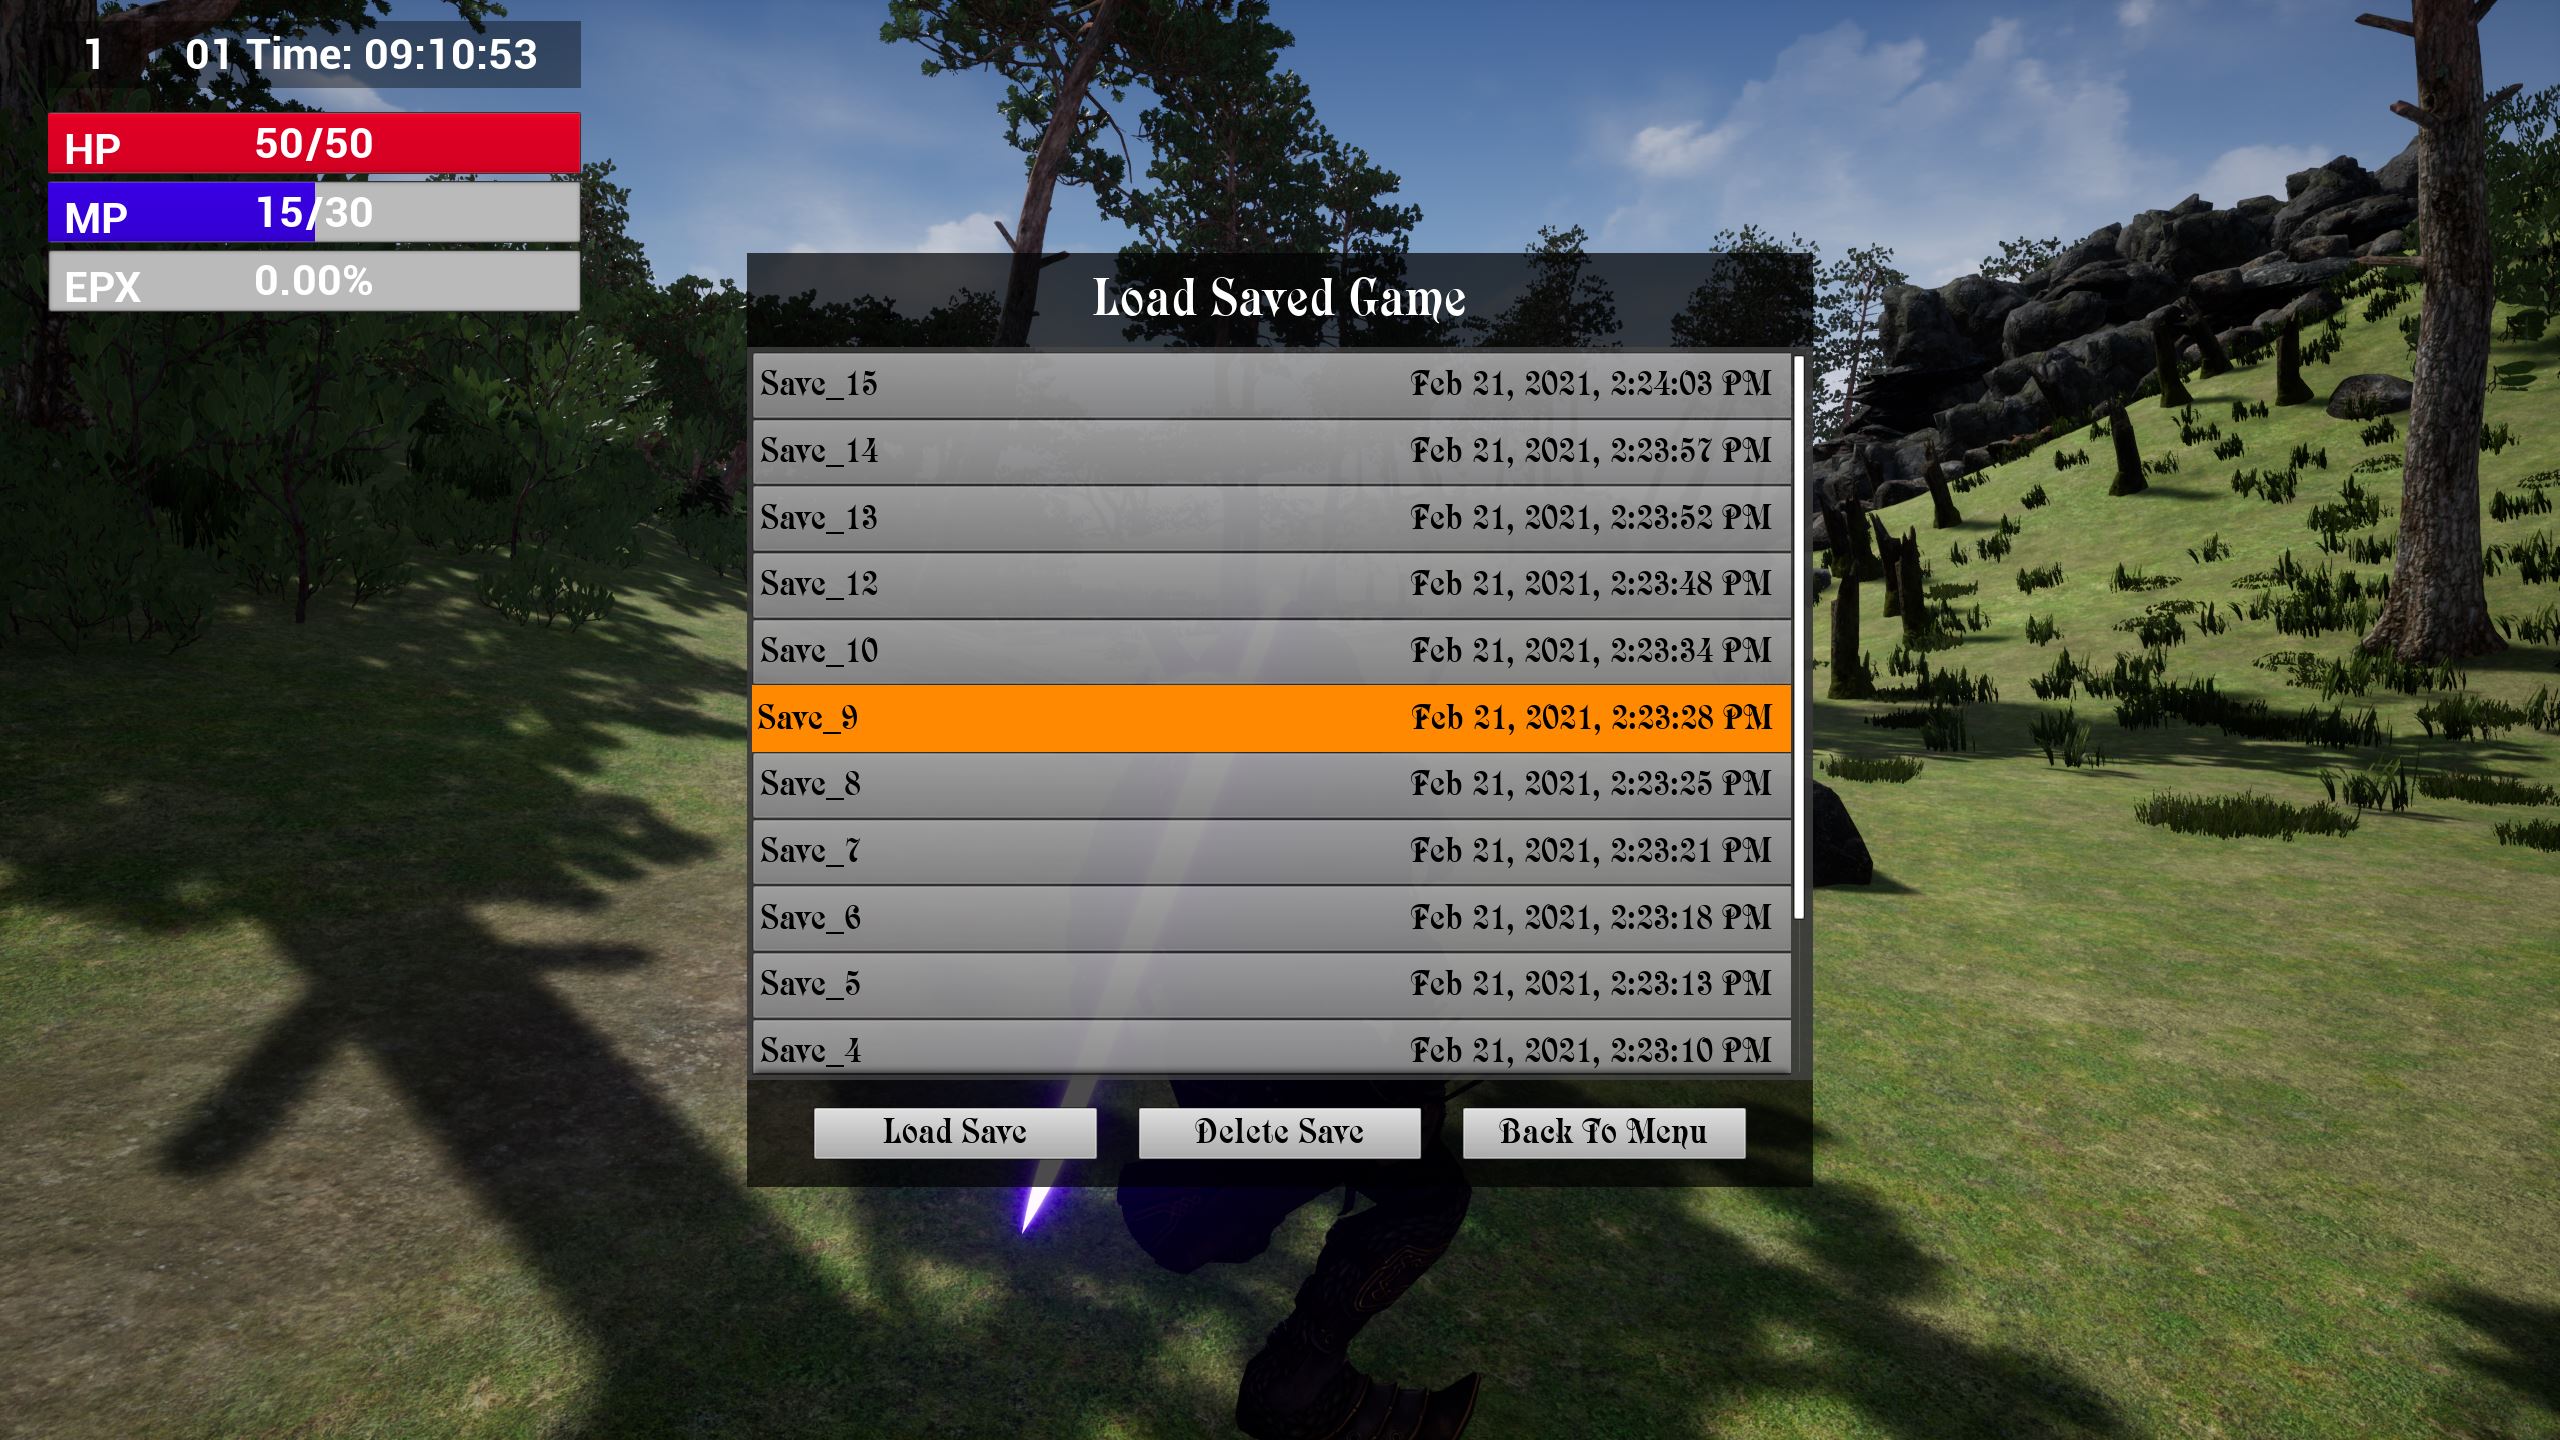 1 01 Time: 09:10:53
HP 50/50
MP 15/30
EPX 0.00%
Load Saved Game
Save_15 Feb 21, 2021, 2:24:03 PM
Save_14 Feb 21, 2021, 2:23:57 PM
Save_13 Feb 21, 2021, 2:23:52 PM
Save_12 Feb 21, 2021, 2:23:48 PM
Save_10 Feb 21, 2021, 2:23:34 PM
Save_9 Feb 21, 2021, 2:23:28 PM
Save_8 Feb 21, 2021, 2:23:25 PM
Save_7 Feb 21, 2021, 2:23:21 PM
Save_6 Feb 21, 2021, 2:23:18 PM
Save_5 Feb 21, 2021, 2:23:13 PM
Save_4 Feb 21, 2021, 2:23:10 PM
Load Save Delete Save Back To Menu